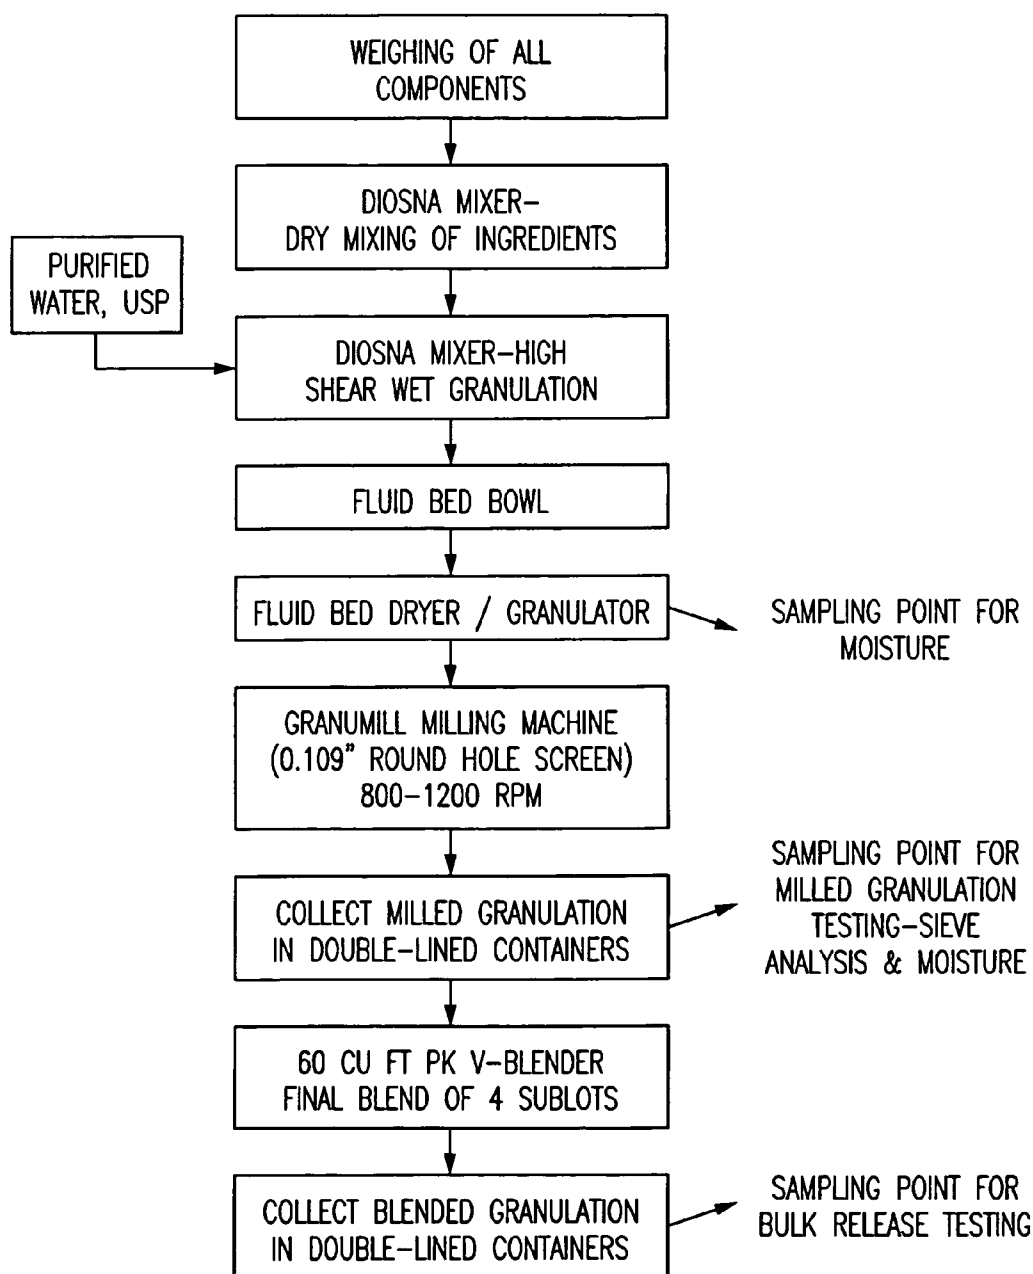 WEIGHING OF ALL
COMPONENTS
DIOSNA MIXER-
DRY MIXING OF INGREDIENTS
PURIFIED
WATER, USP
DIOSNA MIXER-HIGH
SHEAR WET GRANULATION
FLUID BED BOWL
FLUID BED DRYER / GRANULATOR
SAMPLING POINT FOR
MOISTURE
GRANUMILL MILLING MACHINE
(0.109" ROUND HOLE SCREEN)
800-1200 RPM
COLLECT MILLED GRANULATION
IN DOUBLE-LINED CONTAINERS
SAMPLING POINT FOR
MILLED GRANULATION
TESTING-SIEVE
ANALYSIS & MOISTURE
60 CU FT PK V-BLENDER
FINAL BLEND OF 4 SUBLOTS
COLLECT BLENDED GRANULATION
IN DOUBLE-LINED CONTAINERS
SAMPLING POINT FOR
BULK RELEASE TESTING